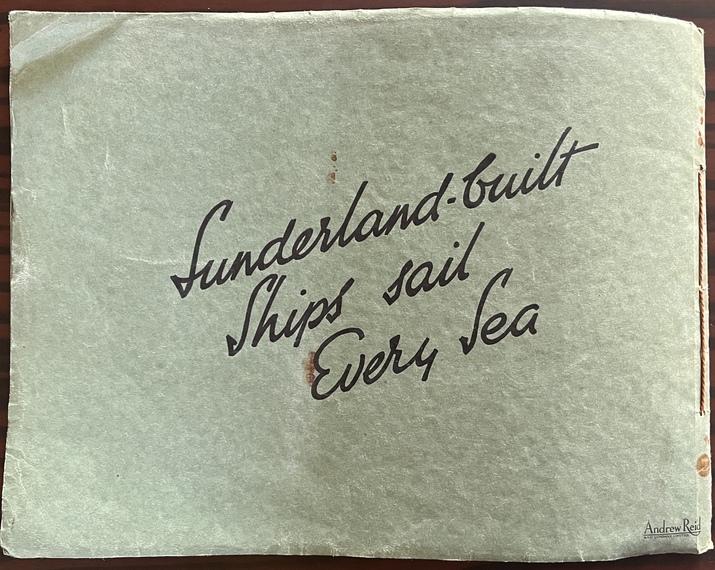 Sunderland-built
Ships sail
Every Sea
Andrew Reid